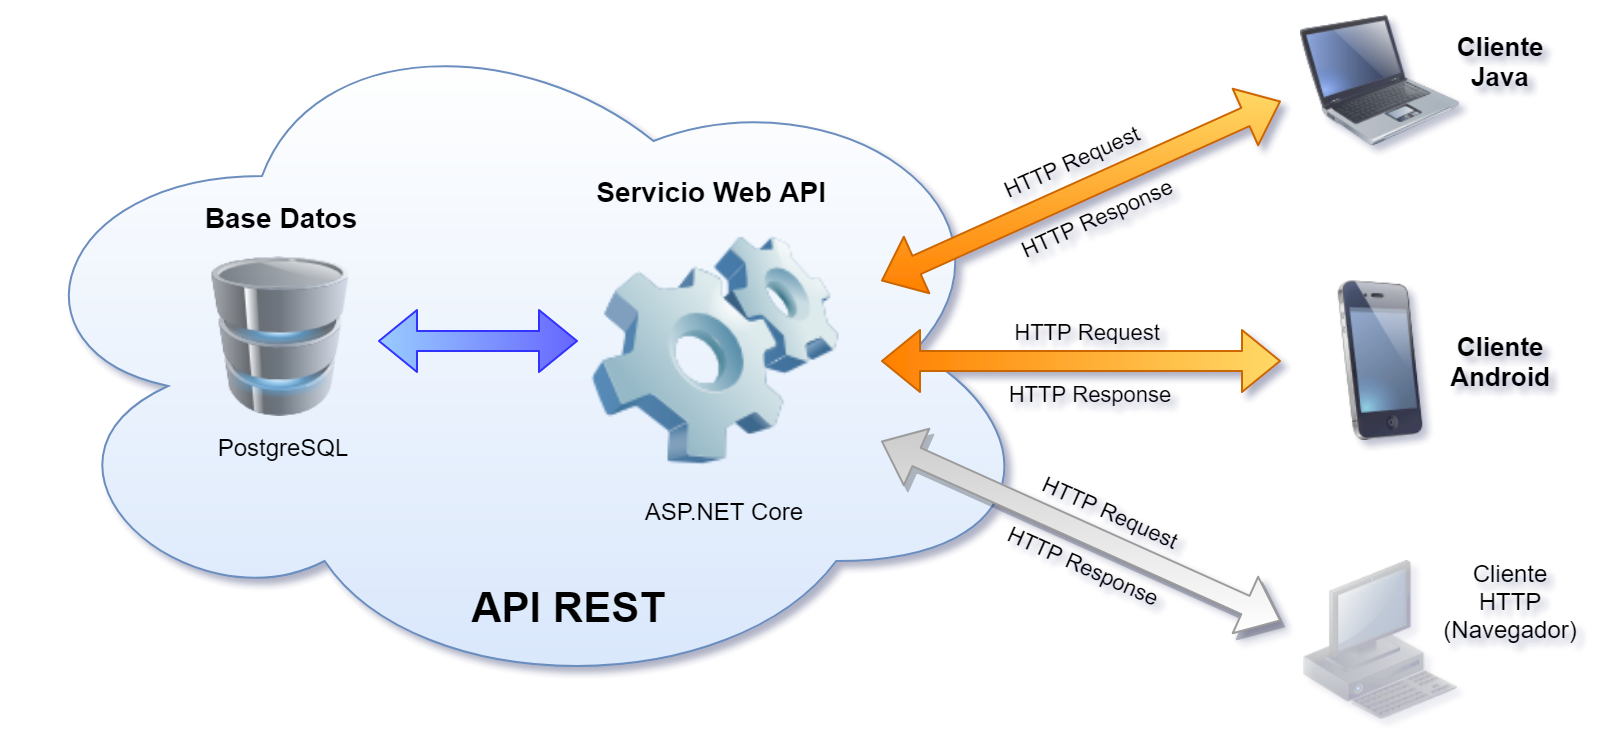 Base Datos
PostgreSQL
Servicio Web API
ASP.NET Core
API REST
HTTP Request
HTTP Response
Cliente
Java
HTTP Request
HTTP Response
Cliente
Android
HTTP Request
HTTP Response
Cliente
HTTP
(Navegador)